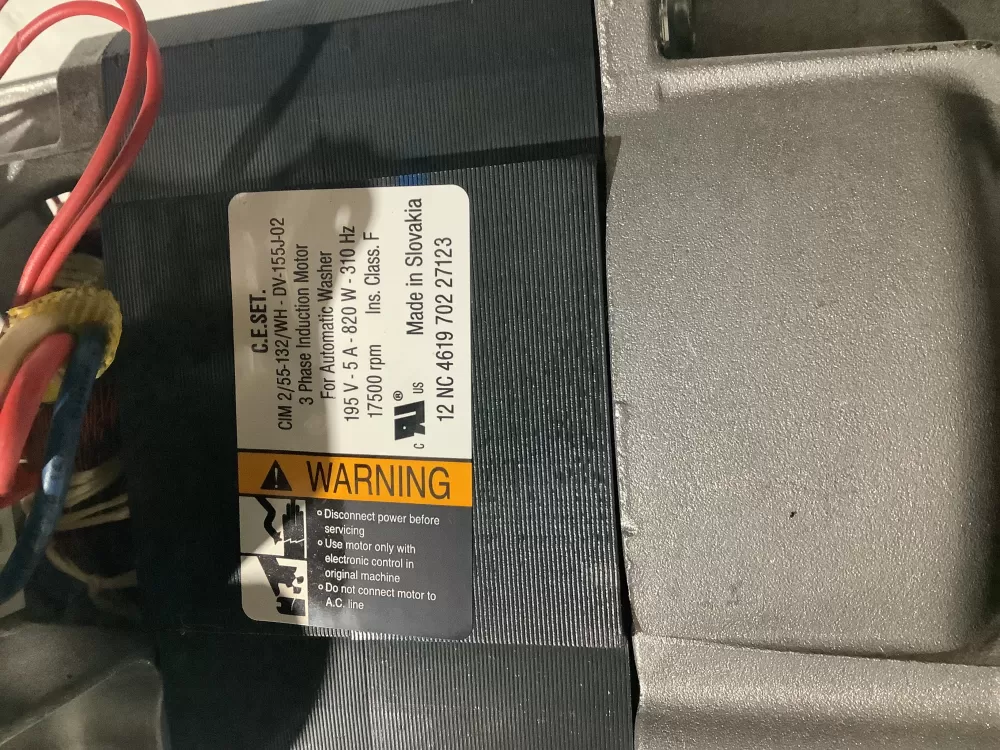 C.E.SET.
CIM 2/55-132/WH - DV-155J-02
3 Phase Induction Motor
For Automatic Washer
195 V - 5 A - 820 W - 310 Hz
17500 rpm Ins. Class. F
C RU ® US Made in Slovakia
12 NC 4619 702 27123
WARNING
Disconnect power before
servicing
Use motor only with
electronic control in
original machine
Do not connect motor to
A.C. line